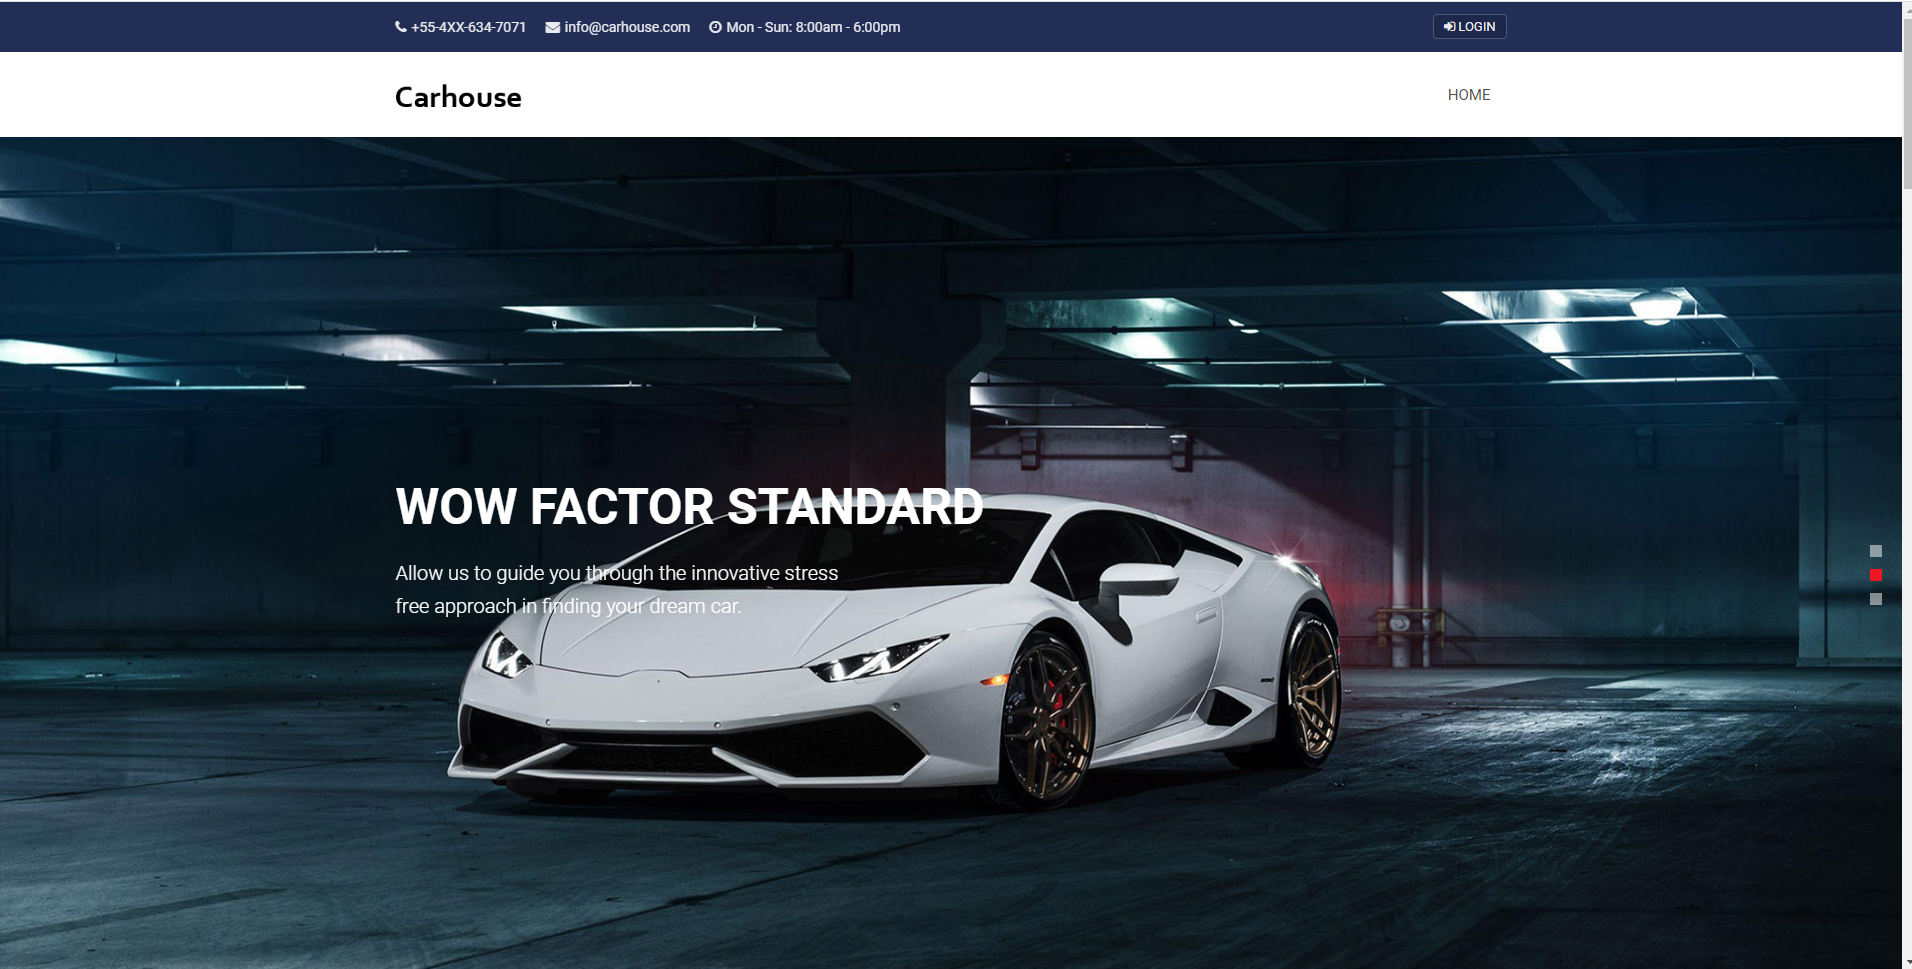 +55-4XX-634-7071 info@carhouse.com Mon - Sun: 8:00am - 6:00pm LOGIN
Carhouse HOME
WOW FACTOR STANDARD
Allow us to guide you through the innovative stress
free approach in finding your dream car.